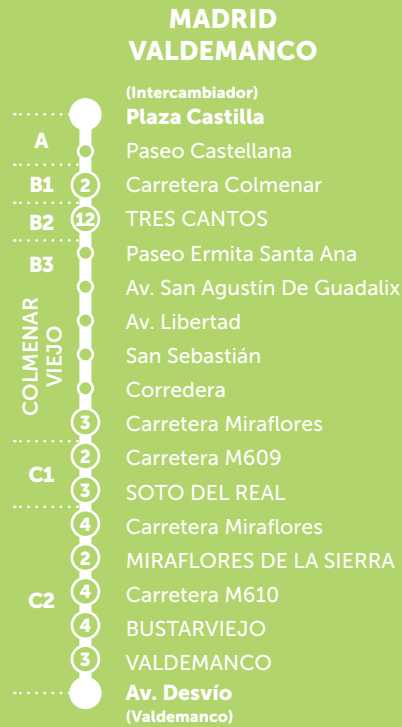 MADRID
VALDEMANCO
(Intercambiador)
Plaza Castilla
A
Paseo Castellana
B1 2 Carretera Colmenar
B2 12 TRES CANTOS
B3
Paseo Ermita Santa Ana
Av. San Agustín De Guadalix
Av. Libertad
San Sebastián
Corredera
COLMENAR
VIEJO
3 Carretera Miraflores
2 Carretera M609
C1
3 SOTO DEL REAL
4 Carretera Miraflores
2 MIRAFLORES DE LA SIERRA
C2 4 Carretera M610
4 BUSTARVIEJO
3 VALDEMANCO
Av. Desvío
(Valdemanco)